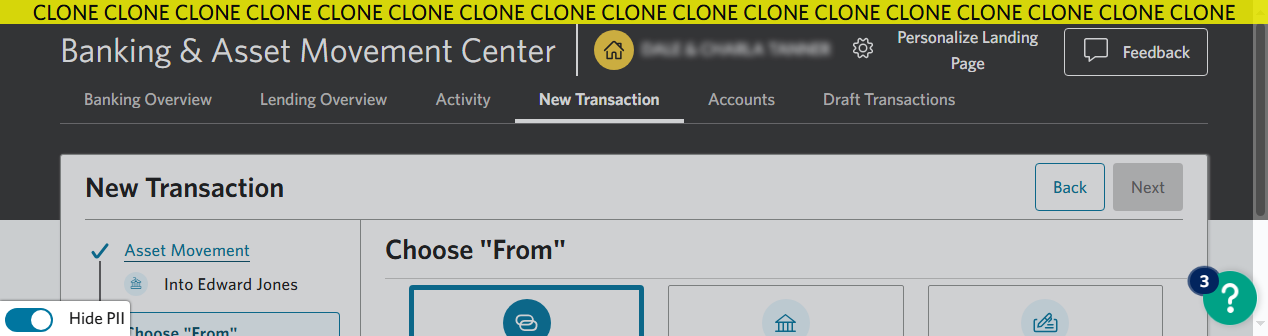 CLONE CLONE CLONE CLONE CLONE CLONE CLONE CLONE CLONE CLONE CLONE CLONE CLONE CLONE CLONE CLONE CLONE
Banking & Asset Movement Center
Personalize Landing
Page
Feedback
Banking Overview Lending Overview Activity New Transaction Accounts Draft Transactions
New Transaction
Back Next
Asset Movement
Into Edward Jones
Choose "From"
Choose "From"
3
?
Hide PII